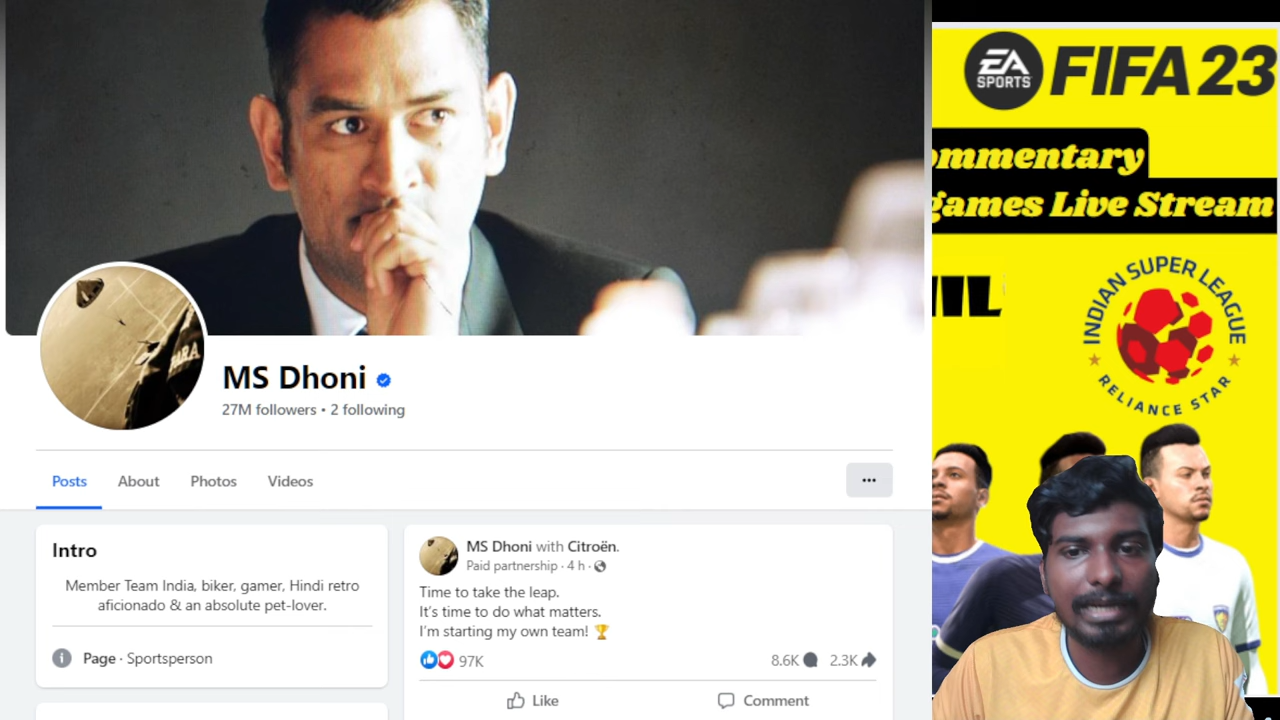 MS Dhoni
27M followers • 2 following
Posts
About
Photos
Videos
Intro
Member Team India, biker, gamer, Hindi retro
aficionado & an absolute pet-lover.
Page · Sportsperson
MS Dhoni with Citroën.
Paid partnership · 4 h ·
Time to take the leap.
It's time to do what matters.
I'm starting my own team! 🏆
97K
8.6K
2.3K
Like
Comment
EA SPORTS FIFA 23
games Live Stream
INDIAN SUPER LEAGUE
RELIANCE STAR